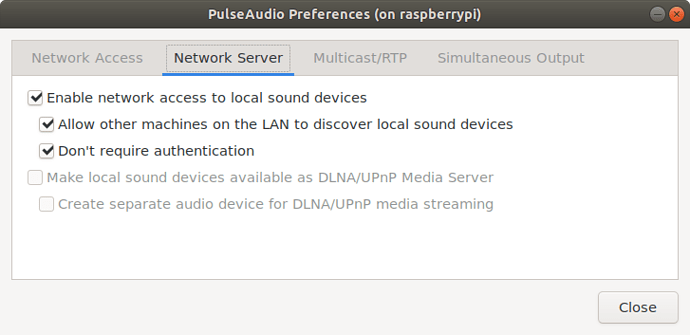 PulseAudio Preferences (on raspberrypi)
Network Access Network Server Multicast/RTP Simultaneous Output
Enable network access to local sound devices
Allow other machines on the LAN to discover local sound devices
Don't require authentication
Make local sound devices available as DLNA/UPnP Media Server
Create separate audio device for DLNA/UPnP media streaming
Close